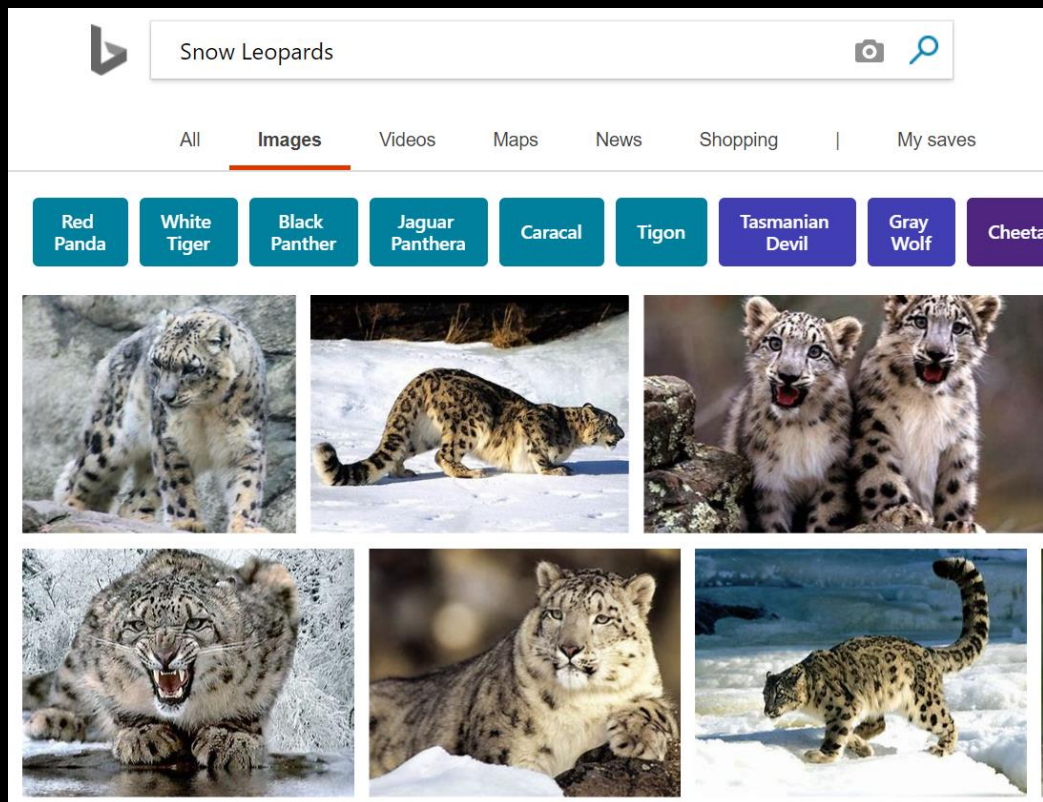 Snow Leopards
All Images Videos Maps News Shopping | My saves
Red Panda
White Tiger
Black Panther
Jaguar Panthera
Caracal
Tigon
Tasmanian Devil
Gray Wolf
Cheeta